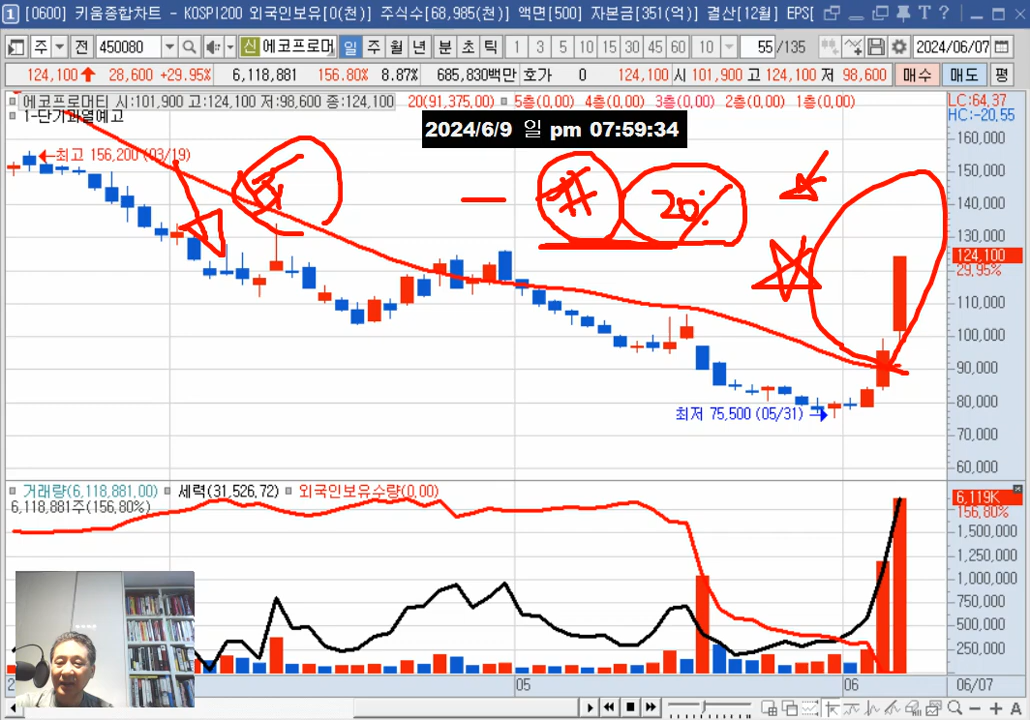 1 [0600] 키움종합차트 - KOSPI200 외국인보유[0(천)] 주식수[68,985(천)] 액면[500] 자본금[351(억)] 결산[12월] EPS[
주 전 450080 신 에코프로머 일 주 월 년 분 초 틱 1 3 5 10 15 30 45 60 10 55 /135 2024/06/07
124,100 28,600 +29.95% 6,118,881 156.80% 8.87% 685,830백만 호가 0 124,100 시 101,900 고 124,100 저 98,600 매수 매도 평
에코프로머티 시:101,900 고:124,100 저:98,600 종:124,100 20(91,375.00) 5층(0,00) 4층(0,00) 3층(0,00) 2층(0,00) 1층(0,00) LC:64.37
1-단기과열예고 HC:-20,55
2024/6/9 일 pm 07:59:34
160,000
최고 156,200 (03/19)
150,000
20%
140,000
130,000
124,100
29,95%
110,000
100,000
90,000
80,000
최저 75,500 (05/31)
70,000
60,000
거래량(6,118,881.00) 세력(31,526,72) 외국인보유수량(0,00)
6,118,881주(156,80%)
6,119K
156,80%
1,500,000
1,250,000
1,000,000
750,000
500,000
250,000
2 05 06 06/07